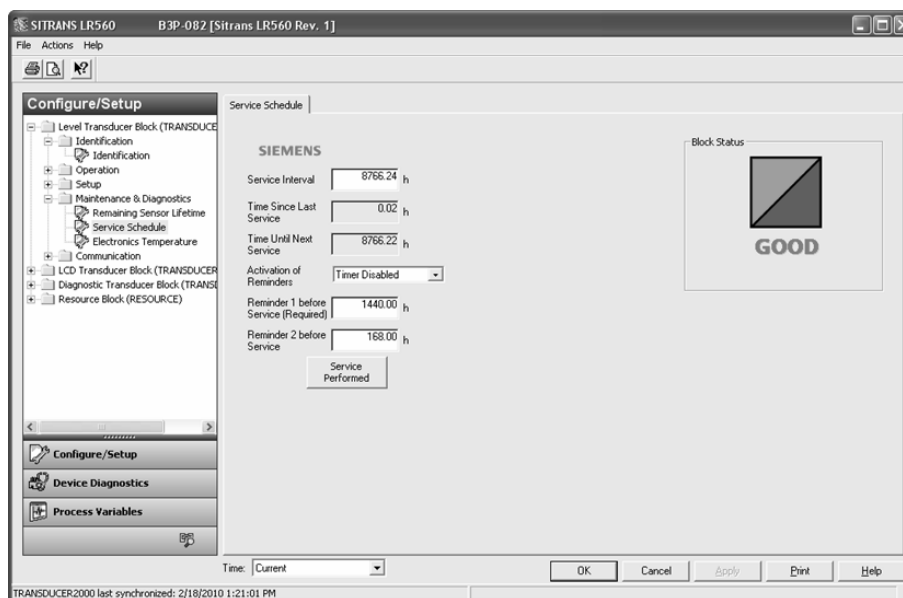 SITRANS LR560 B3P-082 [Sitrans LR560 Rev. 1]
File Actions Help
Configure/Setup
Level Transducer Block (TRANSDUCE
Identification
Identification
Operation
Setup
Maintenance & Diagnostics
Remaining Sensor Lifetime
Service Schedule
Electronics Temperature
Communication
LCD Transducer Block (TRANSDUCER
Diagnostic Transducer Block (TRANSI
Resource Block (RESOURCE)
Configure/Setup
Device Diagnostics
Process Variables
Service Schedule
SIEMENS
Service Interval 8766.24 h
Time Since Last
Service 0.02 h
Time Until Next
Service 8766.22 h
Activation of
Reminders Timer Disabled
Reminder 1 before
Service (Required) 1440.00 h
Reminder 2 before
Service 168.00 h
Service
Performed
Block Status
GOOD
Time: Current
OK Cancel Apply Print Help
TRANSDUCER2000 last synchronized: 2/18/2010 1:21:01 PM